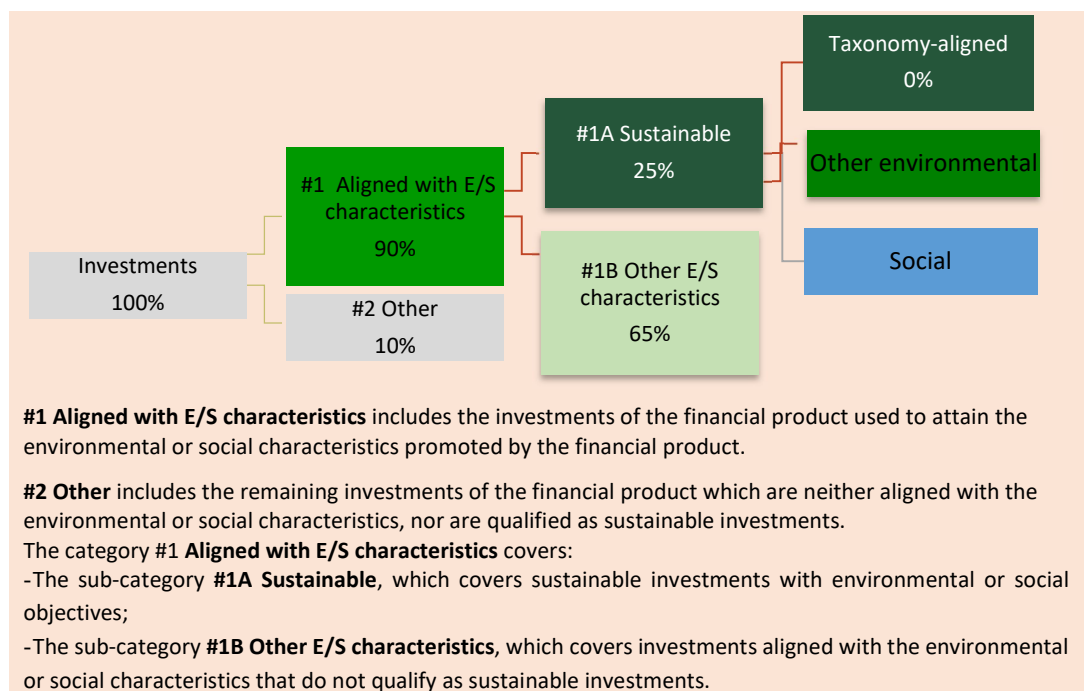 Investments
100%
#1 Aligned with E/S
characteristics
90%
#2 Other
10%
#1A Sustainable
25%
#1B Other E/S
characteristics
65%
Taxonomy-aligned
0%
Other environmental
Social
#1 Aligned with E/S characteristics includes the investments of the financial product used to attain the
environmental or social characteristics promoted by the financial product.
#2 Other includes the remaining investments of the financial product which are neither aligned with the
environmental or social characteristics, nor are qualified as sustainable investments.
The category #1 Aligned with E/S characteristics covers:
-The sub-category #1A Sustainable, which covers sustainable investments with environmental or social
objectives;
-The sub-category #1B Other E/S characteristics, which covers investments aligned with the environmental
or social characteristics that do not qualify as sustainable investments.